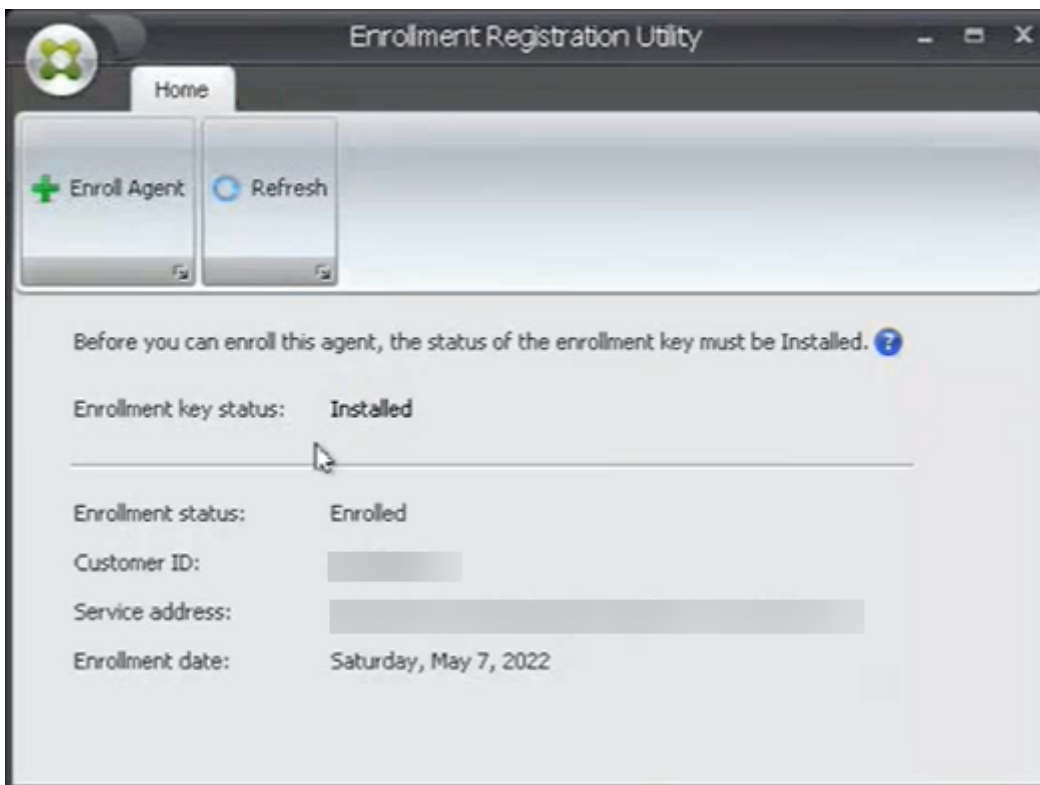 Enrollment Registration Utility
Home
Enroll Agent
Refresh
Before you can enroll this agent, the status of the enrollment key must be Installed.
Enrollment key status: Installed
Enrollment status: Enrolled
Customer ID:
Service address:
Enrollment date: Saturday, May 7, 2022